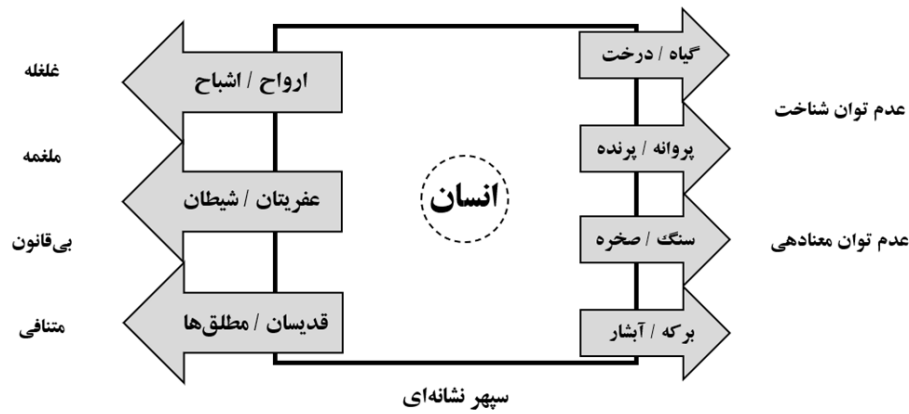 گیاه / درخت
پروانه / پرنده
سنگ / صخره
برکه / آبشار
عدم توان شناخت
عدم توان معنادهی
انسان
ارواح / اشباح
عفریتان / شیطان
قدیسان / مطلق‌ها
غلغله
ملغمه
بی‌قانون
متنافی
سپهر نشانه‌ای